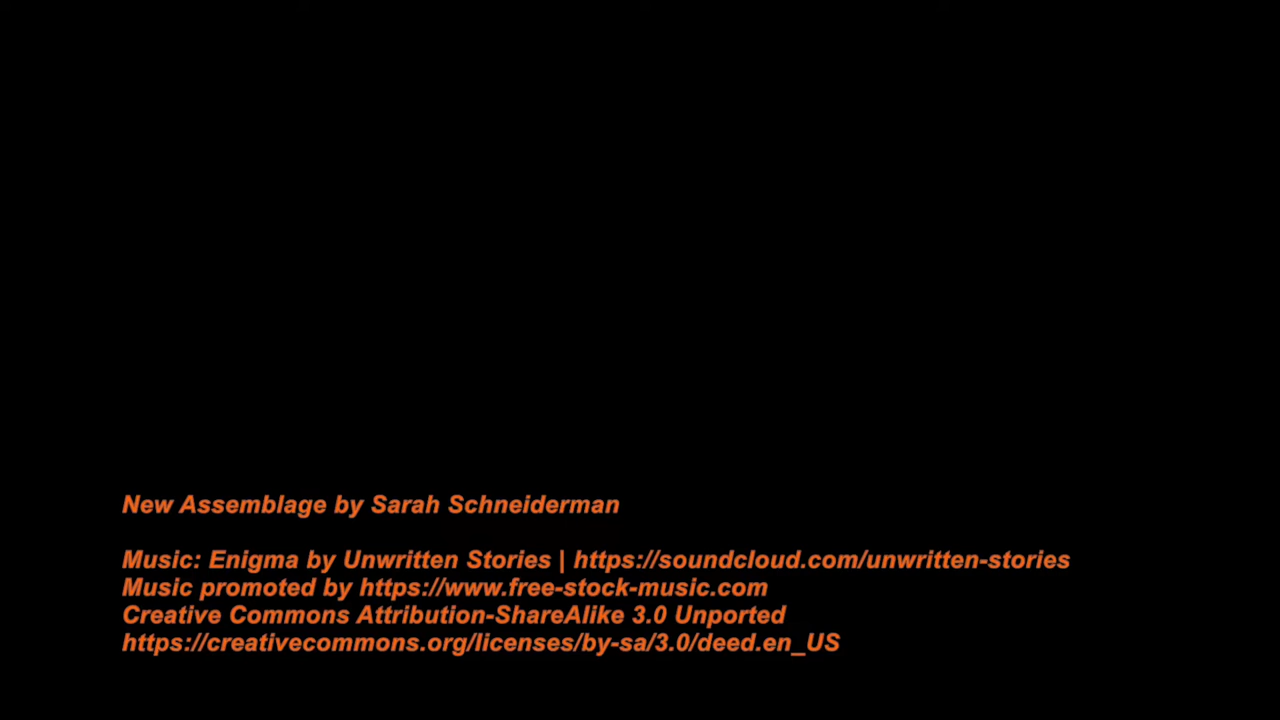 New Assemblage by Sarah Schneiderman
Music: Enigma by Unwritten Stories | https://soundcloud.com/unwritten-stories
Music promoted by https://www.free-stock-music.com
Creative Commons Attribution-ShareAlike 3.0 Unported
https://creativecommons.org/licenses/by-sa/3.0/deed.en_US